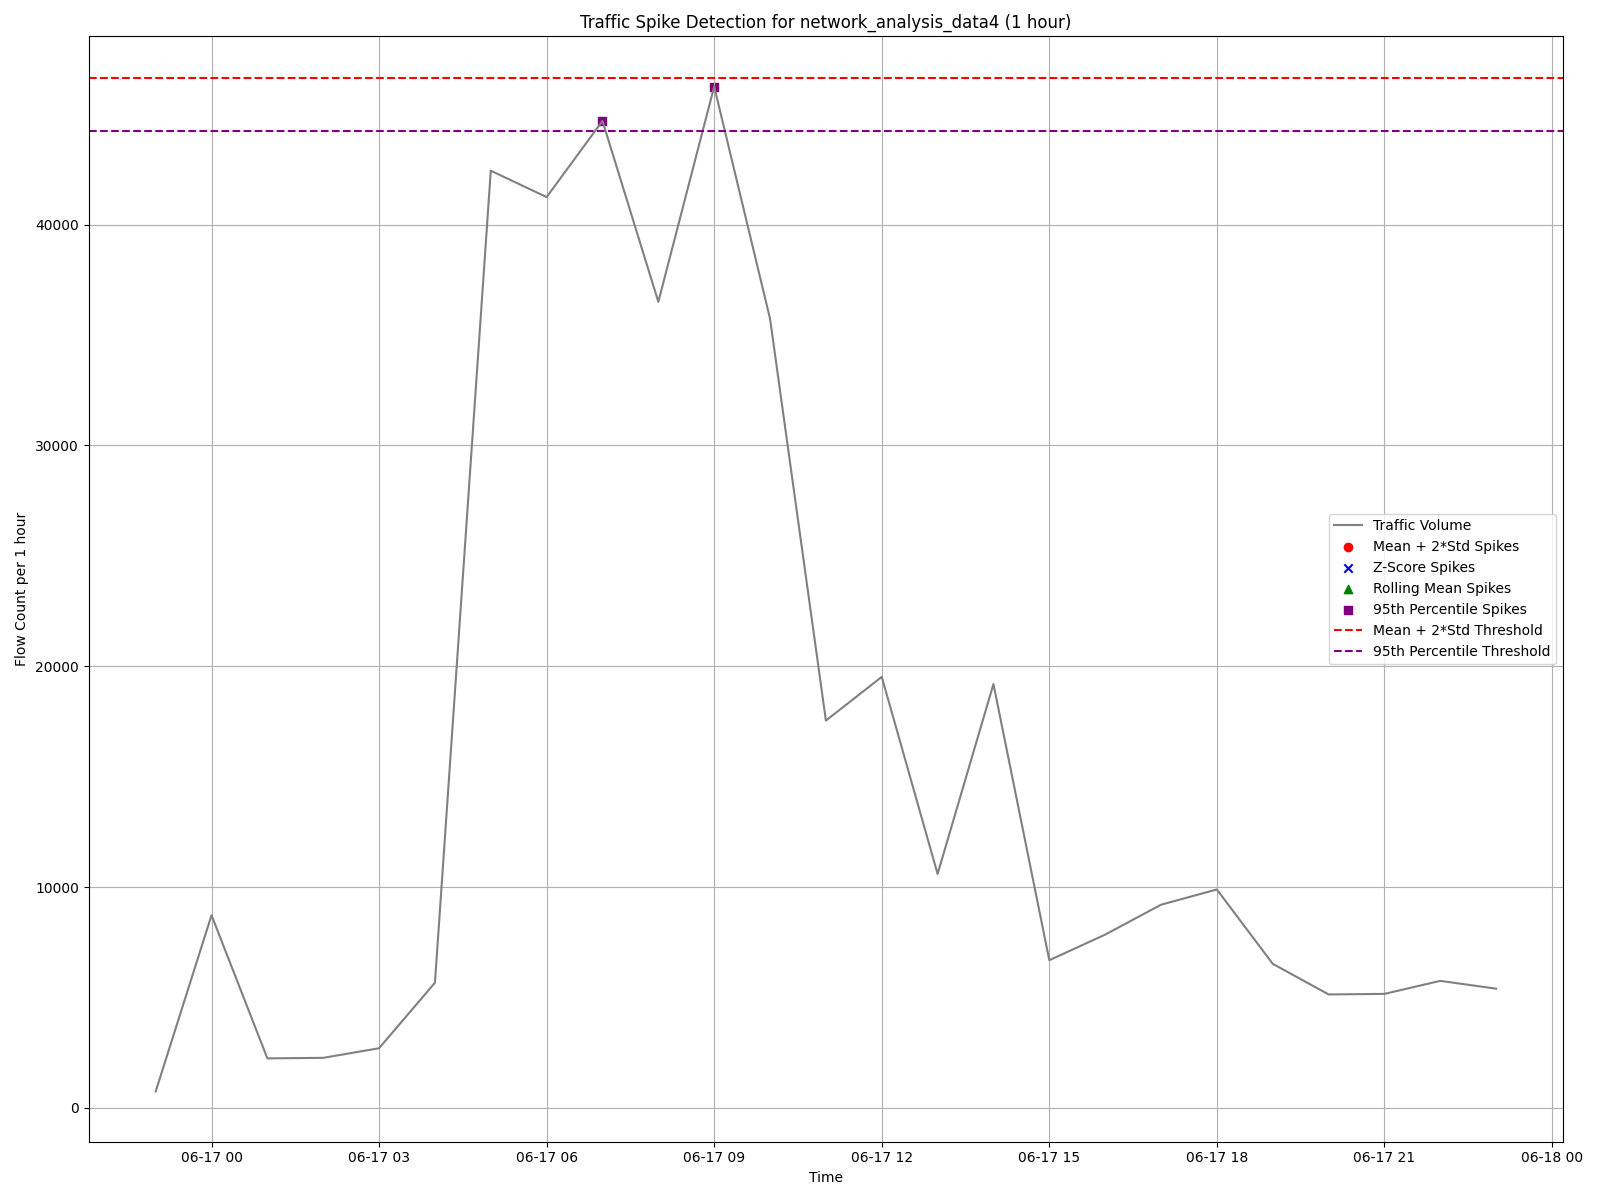 Traffic Spike Detection for network_analysis_data4 (1 hour)
Flow Count per 1 hour
40000
30000
20000
10000
0
Traffic Volume
Mean + 2*Std Spikes
Z-Score Spikes
Rolling Mean Spikes
95th Percentile Spikes
Mean + 2*Std Threshold
95th Percentile Threshold
06-17 00
06-17 03
06-17 06
06-17 09
06-17 12
06-17 15
06-17 18
06-17 21
06-18 00
Time